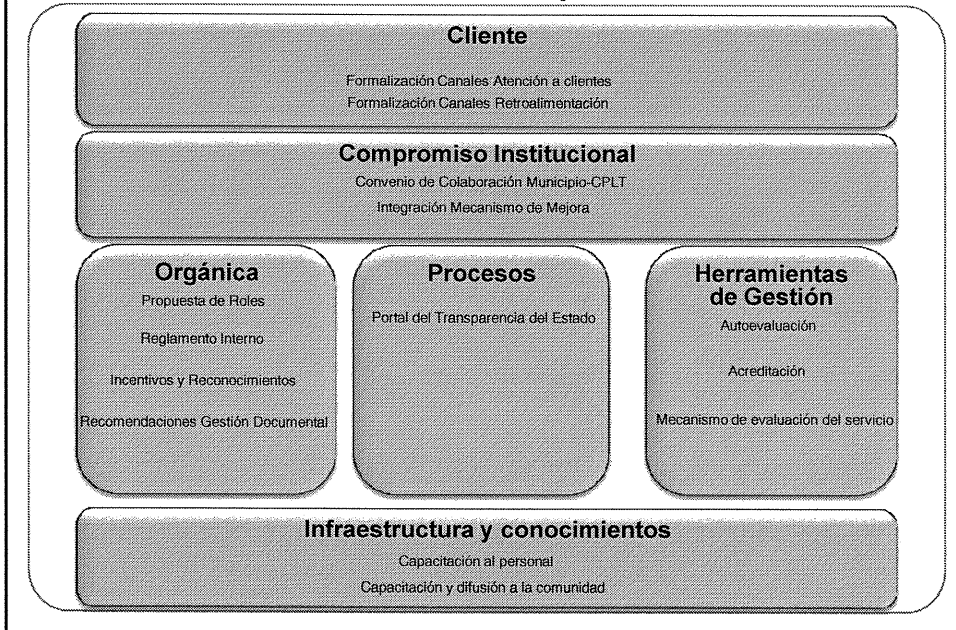 Cliente
Formalización Canales Atención a clientes
Formalización Canales Retroalimentación
Compromiso Institucional
Convenio de Colaboración Municipio-CPLT
Integración Mecanismo de Mejora
Orgánica
Propuesta de Roles
Reglamento Interno
Incentivos y Reconocimientos
Recomendaciones Gestión Documental
Procesos
Portal del Transparencia del Estado
Herramientas
de Gestión
Autoevaluación
Acreditación
Mecanismo de evaluación del servicio
Infraestructura y conocimientos
Capacitación al personal
Capacitación y difusión a la comunidad